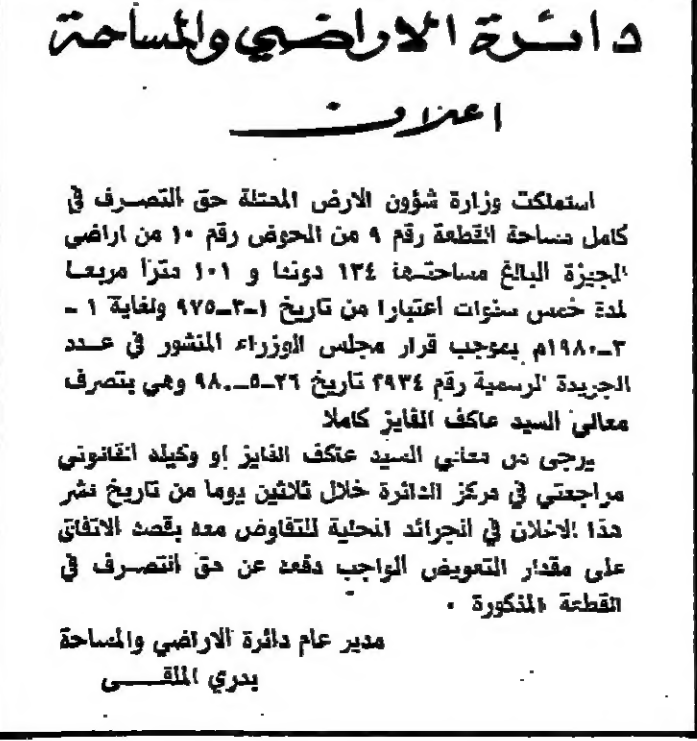 دائرة الاراضي والمساحة
اعلان
استملكت وزارة شؤون الارض المحتلة حق التصرف في
كامل مساحة القطعة رقم ٩ من الحوض رقم ١٠ من اراضي
الجيزة البالغ مساحتها ١٣٤ دونما و ١٠١ مترا مربعا
لدة خمس سنوات اعتبارا من تاريخ ١-٣-٩٧٥ ولغاية ١ -
٣-١٩٨٠م بموجب قرار مجلس الوزراء المنشور في عدد
الجريدة الرسمية رقم ٢٩٣٤ تاريخ ٢٦-٥-٩٨٠ وهي بتصرف
معالي السيد عاكف الفايز كاملا
يرجى من معالي السيد عاكف الفايز او وكيله القانوني
مراجعتي في مركز الدائرة خلال ثلاثين يوما من تاريخ نشر
هذا الاعلان في الجرائد المحلية للتفاوض معه بقصد الاتفاق
على مقدار التعويض الواجب دفعه عن حق التصرف في
القطعة المذكورة .
مدير عام دائرة الاراضي والمساحة
بدري الملقي